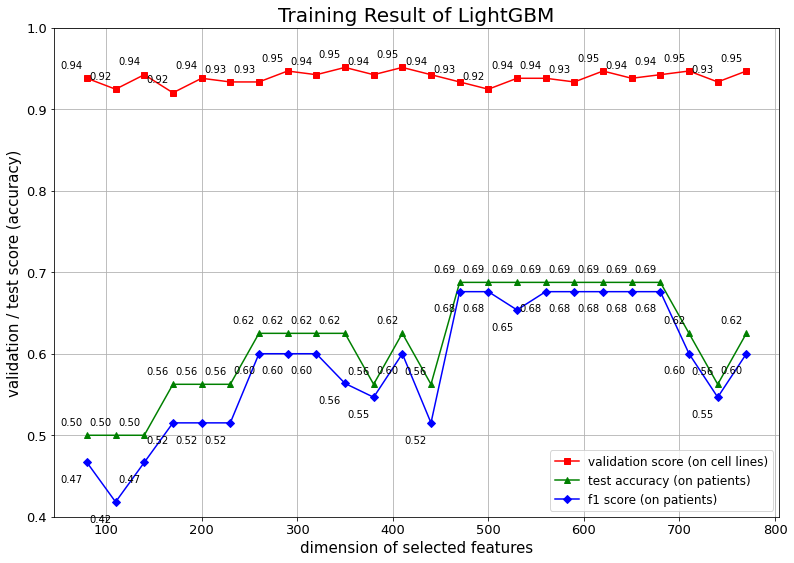 Training Result of LightGBM
validation / test score (accuracy)
1.0
0.9
0.8
0.7
0.6
0.5
0.4
0.94 0.92 0.94 0.92 0.94 0.93 0.93 0.95 0.94 0.95 0.94 0.95 0.94 0.93 0.92 0.94 0.94 0.93 0.95 0.94 0.94 0.95 0.93 0.95
0.50 0.50 0.50 0.56 0.56 0.56 0.62 0.62 0.62 0.62 0.56 0.62 0.56 0.69 0.69 0.69 0.69 0.69 0.69 0.69 0.69 0.62 0.56 0.62
0.47 0.42 0.47 0.52 0.52 0.52 0.60 0.60 0.60 0.56 0.55 0.60 0.52 0.68 0.68 0.65 0.68 0.68 0.68 0.68 0.68 0.60 0.55 0.60
validation score (on cell lines)
test accuracy (on patients)
f1 score (on patients)
100 200 300 400 500 600 700 800
dimension of selected features